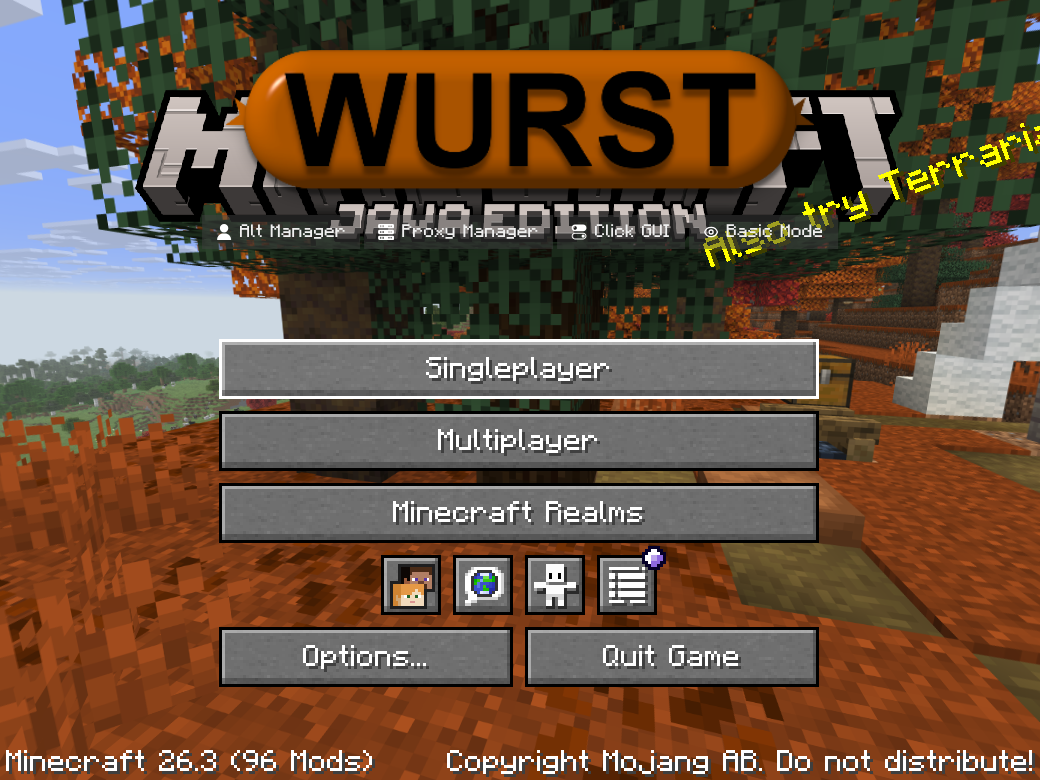 WURST
JAVA EDITION
Also try Terraria
Alt Manager Proxy Manager Click GUI Basic Mode
Singleplayer
Multiplayer
Minecraft Realms
Options...
Quit Game
Minecraft 26.3 (96 Mods)
Copyright Mojang AB. Do not distribute!